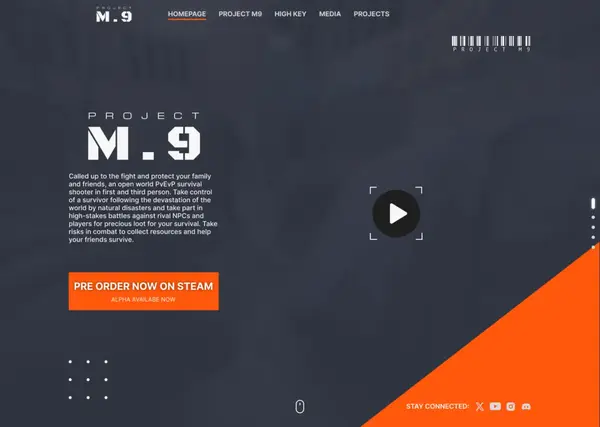 PROJECT
M.9
HOMEPAGE PROJECT M9 HIGH KEY MEDIA PROJECTS
PROJECT M9
PROJECT
M.9
Called up to the fight and protect your family
and friends, an open world PvEvP survival
shooter in first and third person. Take control
of a survivor following the devastation of the
world by natural disasters and take part in
high-stakes battles against rival NPCs and
players for precious loot for your survival. Take
risks in combat to collect resources and help
your friends survive.
PRE ORDER NOW ON STEAM
ALPHA AVAILABE NOW
STAY CONNECTED: